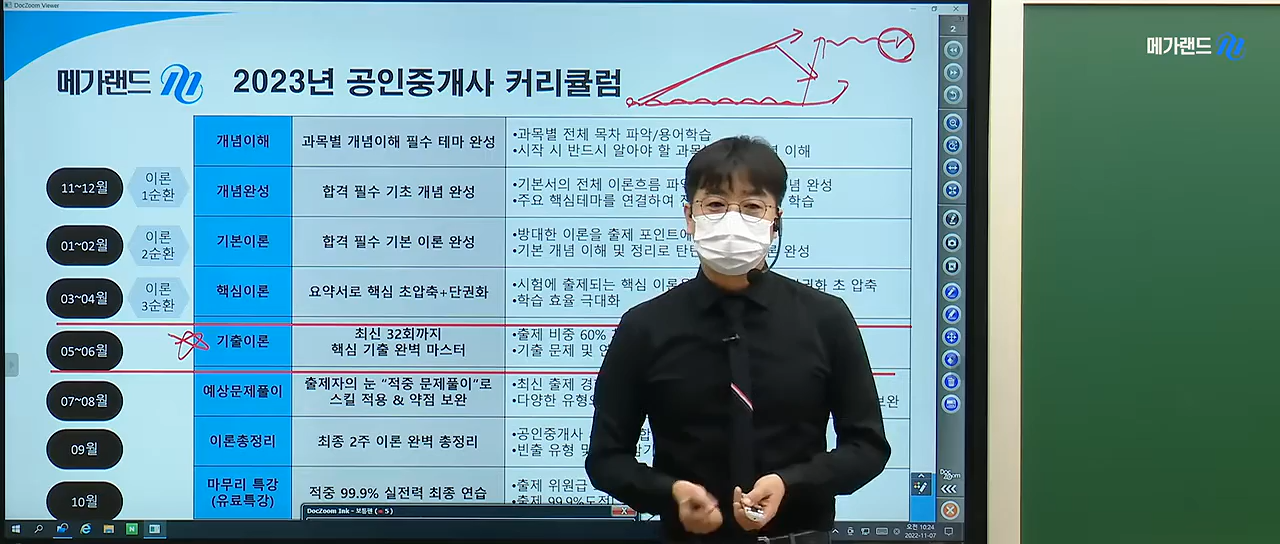 DocZoom Viewer
2
메가랜드
메가랜드
2023년 공인중개사 커리큘럼
개념이해
과목별 개념이해 필수 테마 완성
•과목별 전체 목차 파악/용어학습
•시작 시 반드시 알아야 할 과목
이해
11~12월
이론
1순환
개념완성
합격 필수 기초 개념 완성
•기본서의 전체 이론흐름 파악
념 완성
•주요 핵심테마를 연결하여
학습
01~02월
이론
2순환
기본이론
합격 필수 기본 이론 완성
•방대한 이론을 출제 포인트에
•기본 개념 이해 및 정리로 탄탄
완성
03~04월
이론
3순환
핵심이론
요약서로 핵심 초압축+단권화
•시험에 출제되는 핵심 이론을
권화 초 압축
•학습 효율 극대화
05~06월
기출이론
최신 32회까지
핵심 기출 완벽 마스터
•출제 비중 60%
•기출 문제 및
07~08월
예상문제풀이
출제자의 눈 “적중 문제풀이”로
스킬 적용 & 약점 보완
•최신 출제 경
•다양한 유형
보완
09월
이론총정리
최종 2주 이론 완벽 총정리
•공인중개사
•빈출 유형 및
10월
마무리 특강
(유료특강)
적중 99.9% 실전력 최종 연습
•출제 위원급
•출제 99.9%도전
DocZoom Ink - 보통펜 ( 5 )
X
오전 10:24
2022-11-07